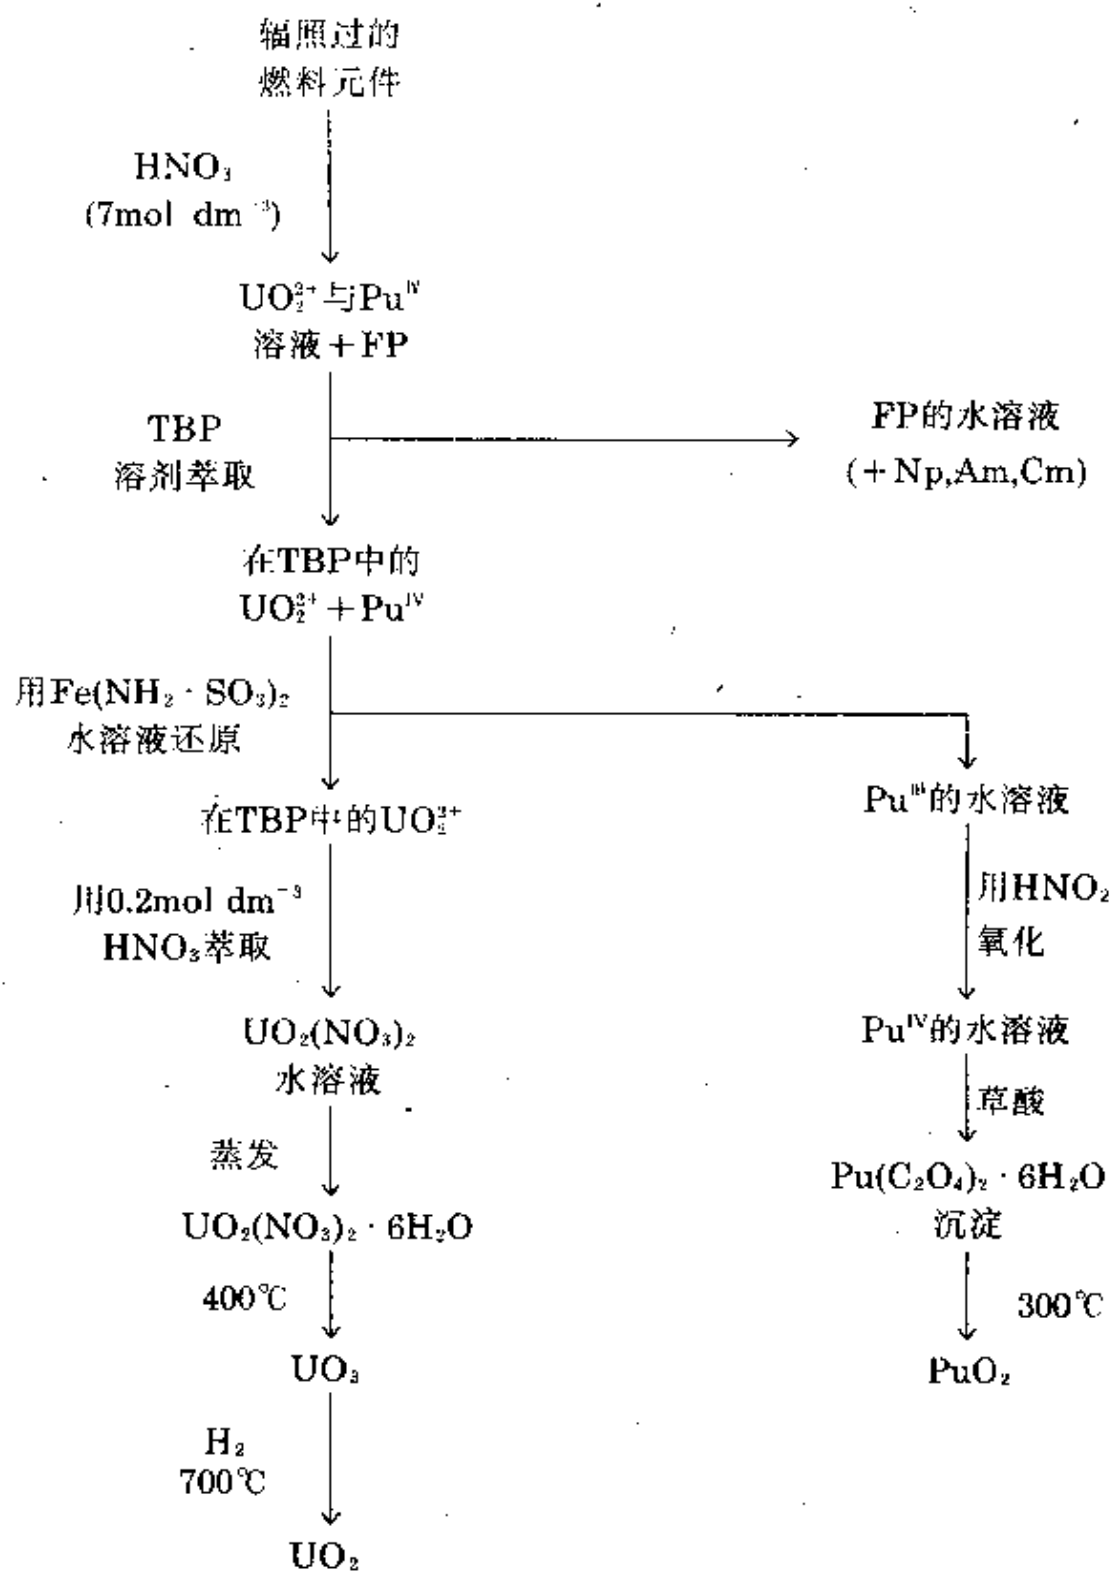 辐照过的
燃料元件
HNO₃
(7mol dm⁻³)
UO₂²⁺与Puᴵⱽ
溶液+FP
TBP
溶剂萃取
FP的水溶液
(+Np,Am,Cm)
在TBP中的
UO₂²⁺+Puᴵⱽ
用Fe(NH₂·SO₃)₂
水溶液还原
在TBP中的UO₂²⁺
Puᴵᴵᴵ的水溶液
用0.2mol dm⁻³
HNO₃萃取
用HNO₂
氧化
UO₂(NO₃)₂
水溶液
Puᴵⱽ的水溶液
草酸
蒸发
Pu(C₂O₄)₂·6H₂O
沉淀
UO₂(NO₃)₂·6H₂O
400℃
300℃
UO₃
PuO₂
H₂
700℃
UO₂